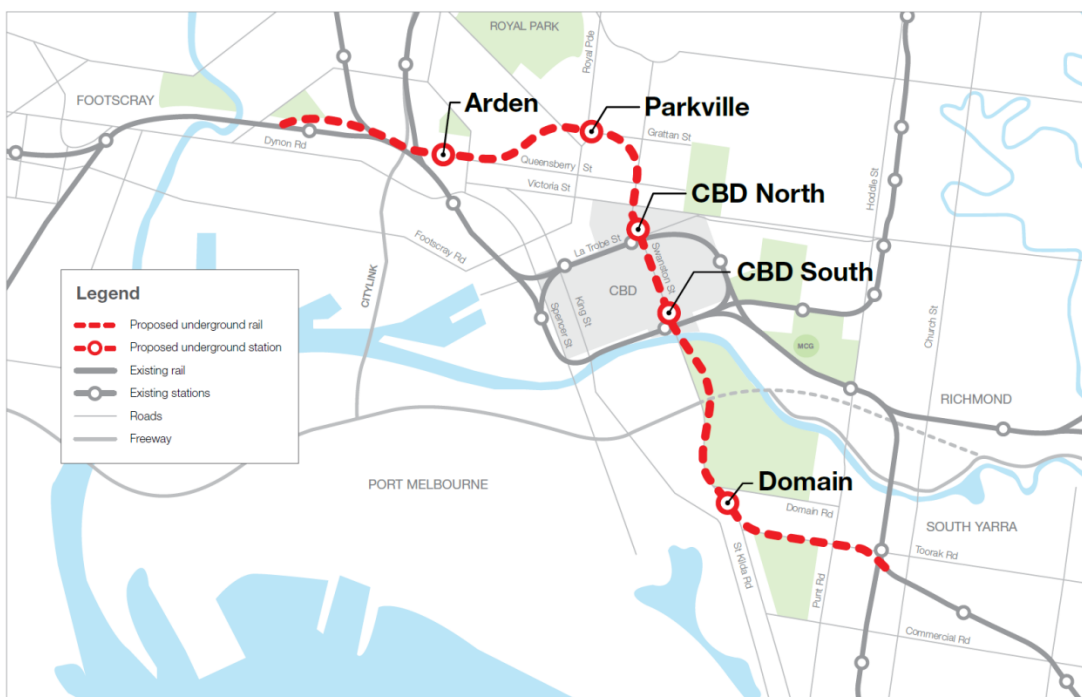 ROYAL PARK
Royal Pde
FOOTSCRAY
Arden
Parkville
Grattan St
Dynon Rd
Queensberry St
Victoria St
Hoddle St
CBD North
La Trobe St
Swanston St
Footscray Rd
CBD South
CBD
CITYLINK
King St
Spencer St
Church St
MCG
Legend
Proposed underground rail
Proposed underground station
Existing rail
Existing stations
Roads
Freeway
RICHMOND
PORT MELBOURNE
Domain
Domain Rd
SOUTH YARRA
Toorak Rd
St Kilda Rd
Punt Rd
Commercial Rd